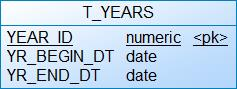 T_YEARS
YEAR_ID numeric <pk>
YR_BEGIN_DT date
YR_END_DT date